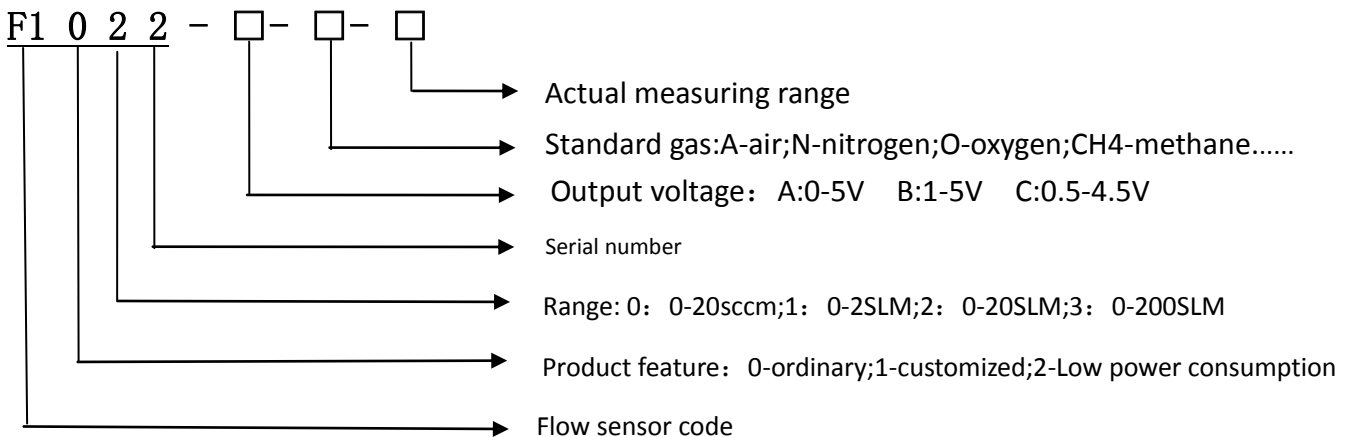 F1 0 2 2 - □- □- □
Actual measuring range
Standard gas:A-air;N-nitrogen;O-oxygen;CH4-methane......
Output voltage：A:0-5V B:1-5V C:0.5-4.5V
Serial number
Range: 0：0-20sccm;1：0-2SLM;2：0-20SLM;3：0-200SLM
Product feature：0-ordinary;1-customized;2-Low power consumption
Flow sensor code